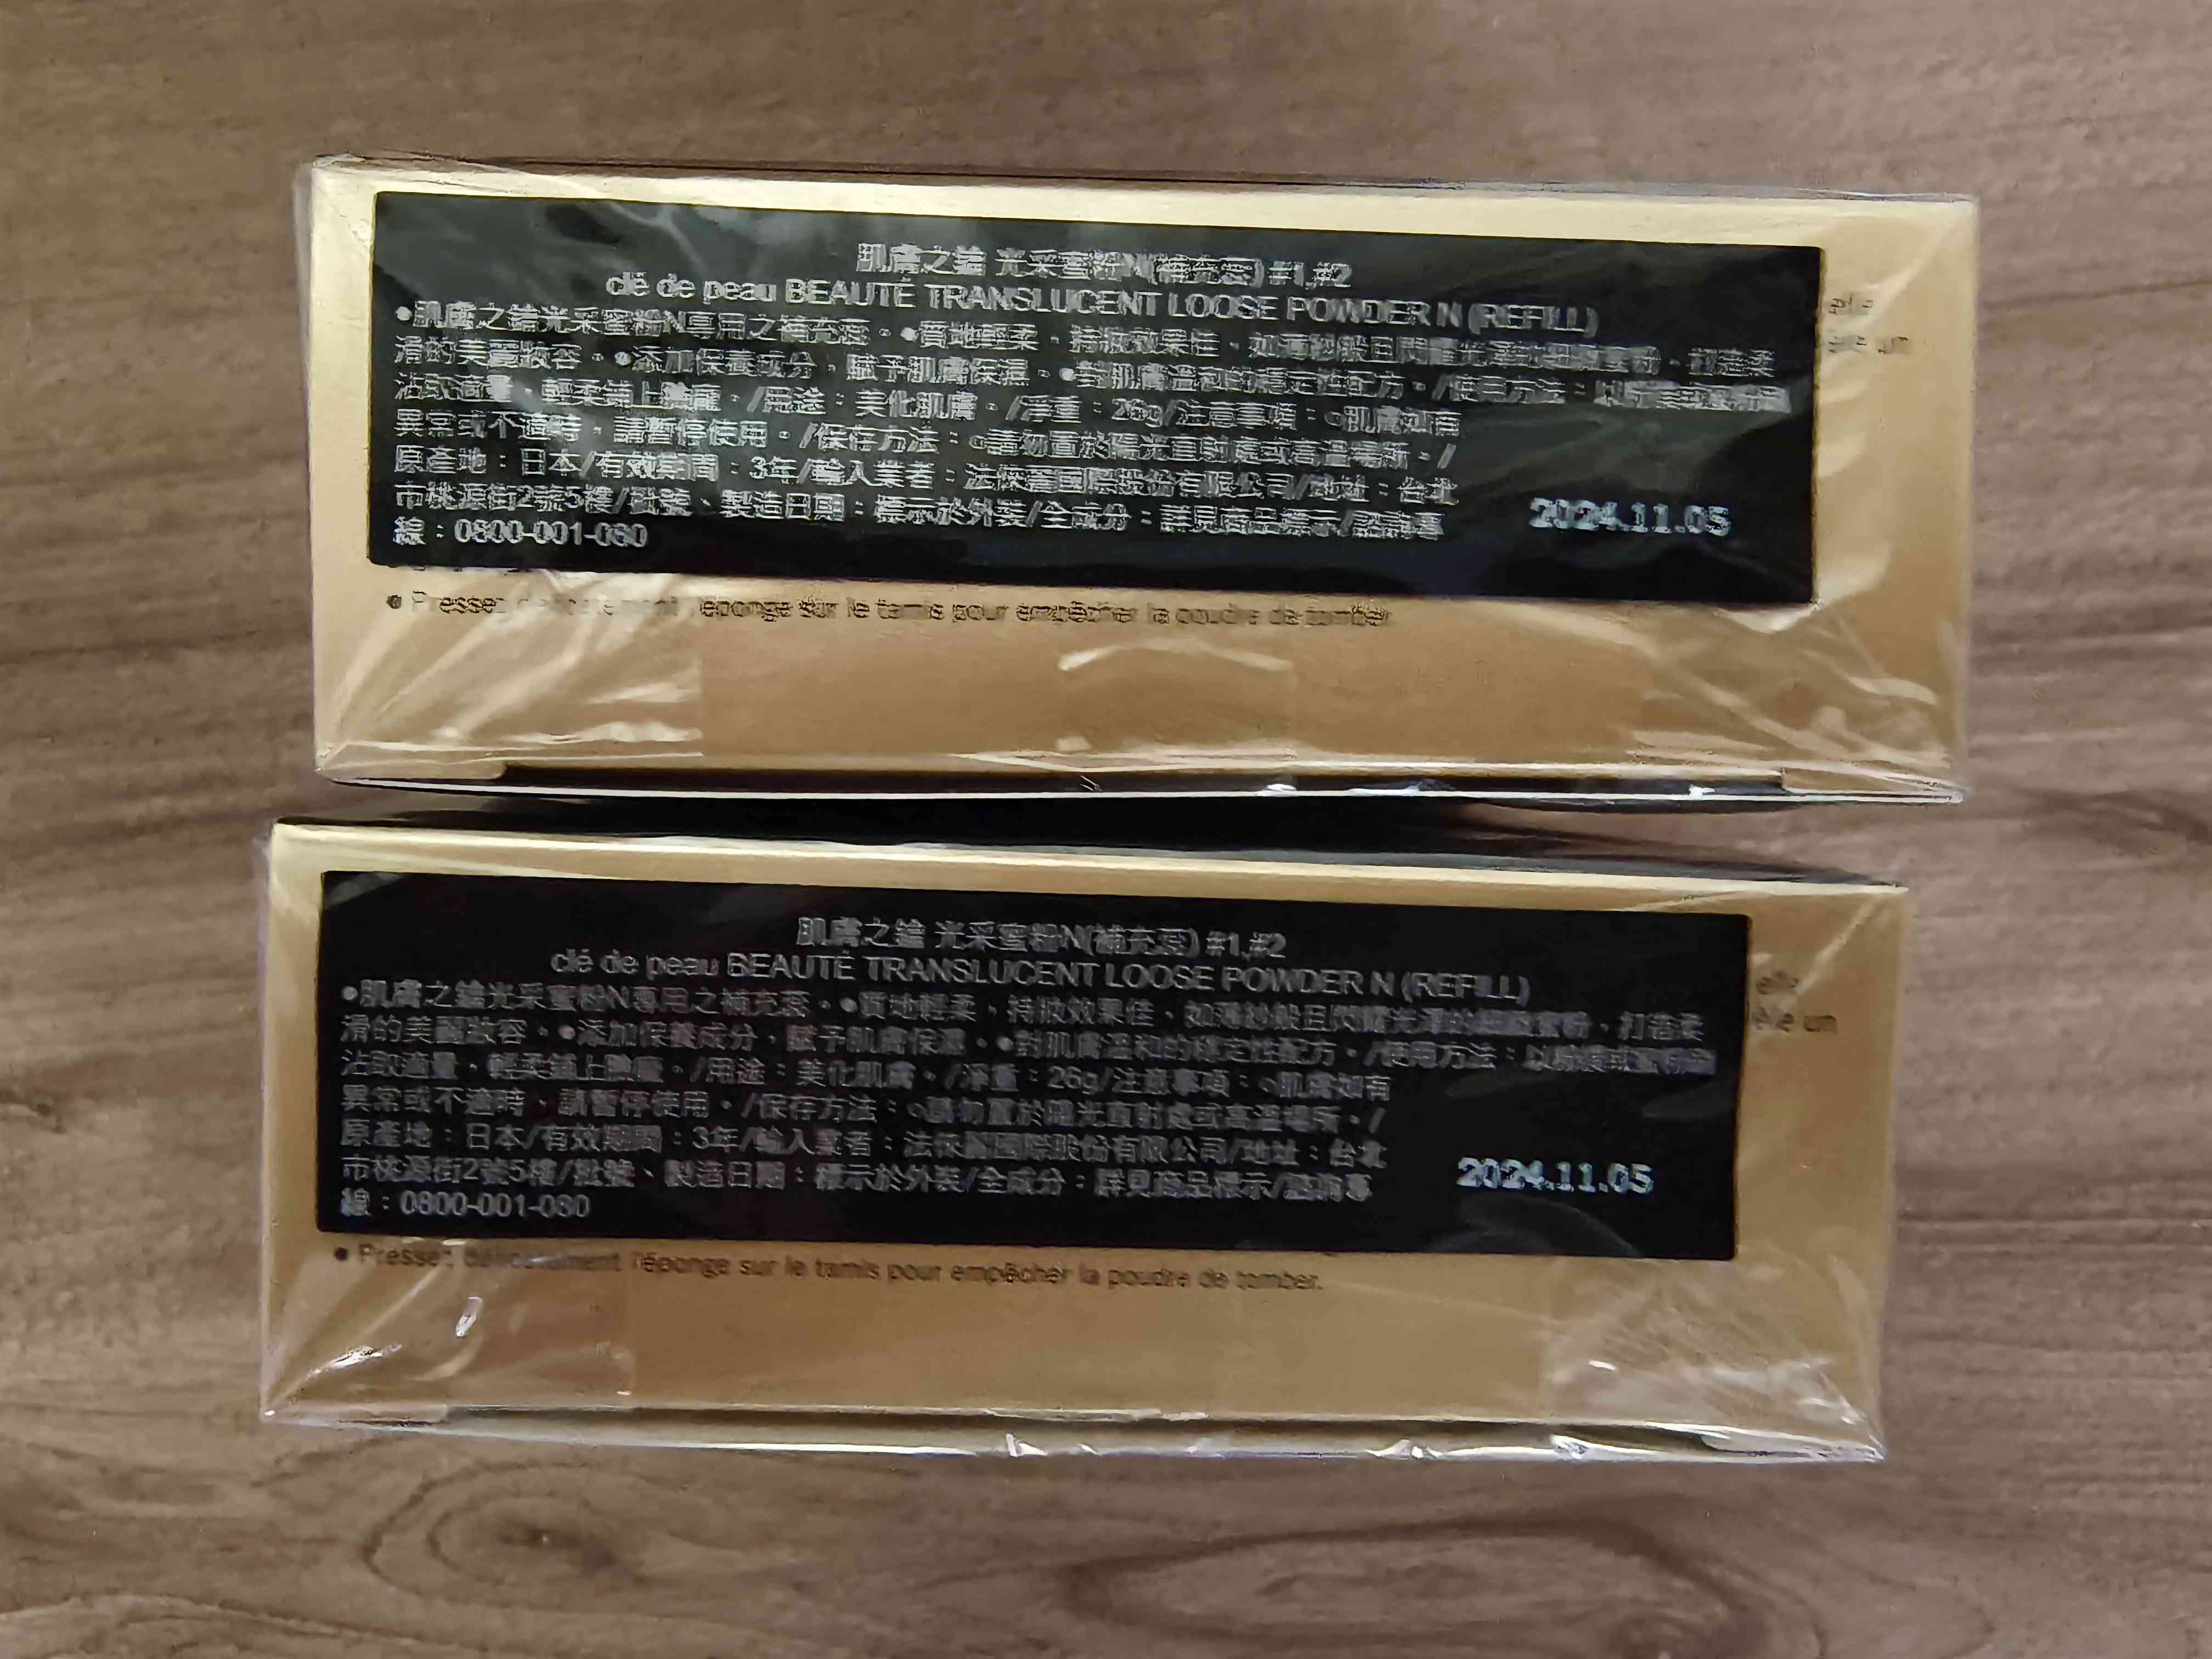 肌膚之鑰 光采蜜粉N(補充蕊) #1,#2
clé de peau BEAUTÉ TRANSLUCENT LOOSE POWDER N (REFILL)
●肌膚之鑰光采蜜粉N專用之補充蕊。●質地輕柔，持妝效果佳，如薄紗般且閃耀光澤的細緻蜜粉，打造柔
滑的美麗妝容。●添加保養成分，賦予肌膚保濕。●對肌膚溫和的穩定性配方。/使用方法：以
沾取適量，輕柔鋪上臉龐。/用途：美化肌膚。/淨重：26g/注意事項：○肌膚如有
異常或不適時，請暫停使用。/保存方法：○請勿置於陽光直射處或高溫場所。/
原產地：日本/有效期間：3年/輸入業者：法徠麗國際股份有限公司/地址：台北
市桃源街2號5樓/批號、製造日期：標示於外裝/全成分：詳見商品標示/諮詢專
線：0800-001-080
2024.11.05
● Pressez délicatement l'éponge sur le tamis pour empêcher la poudre de tomber.
肌膚之鑰 光采蜜粉N(補充蕊) #1,#2
clé de peau BEAUTÉ TRANSLUCENT LOOSE POWDER N (REFILL)
●肌膚之鑰光采蜜粉N專用之補充蕊。●質地輕柔，持妝效果佳，如薄紗般且閃耀光澤的細緻蜜粉，打造柔
滑的美麗妝容。●添加保養成分，賦予肌膚保濕。●對肌膚溫和的穩定性配方。/使用方法：以
沾取適量，輕柔鋪上臉龐。/用途：美化肌膚。/淨重：26g/注意事項：○肌膚如有
異常或不適時，請暫停使用。/保存方法：○請勿置於陽光直射處或高溫場所。/
原產地：日本/有效期間：3年/輸入業者：法徠麗國際股份有限公司/地址：台北
市桃源街2號5樓/批號、製造日期：標示於外裝/全成分：詳見商品標示/諮詢專
線：0800-001-080
2024.11.05
elle
un
● Pressez délicatement l'éponge sur le tamis pour empêcher la poudre de tomber.